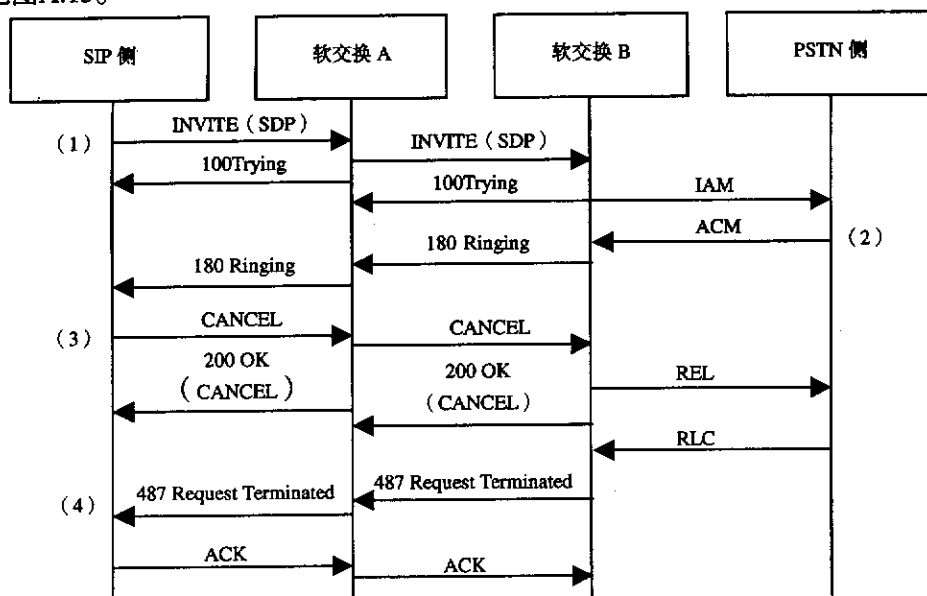 SIP 侧
软交换 A
软交换 B
PSTN 侧
(1)
INVITE(SDP)
INVITE(SDP)
100Trying
100Trying
IAM
ACM
(2)
180 Ringing
180 Ringing
(3)
CANCEL
CANCEL
200 OK
(CANCEL)
200 OK
(CANCEL)
REL
RLC
(4)
487 Request Terminated
487 Request Terminated
ACK
ACK